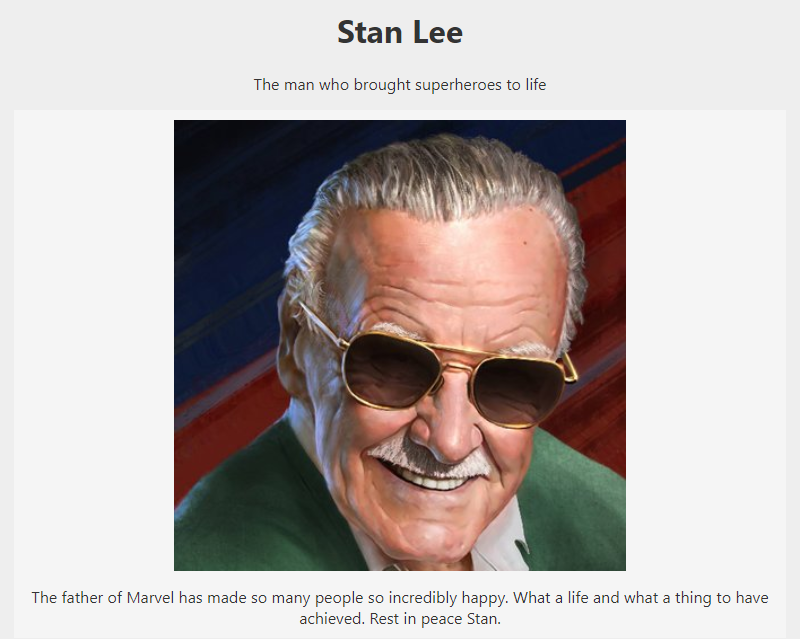 Stan Lee
The man who brought superheroes to life
The father of Marvel has made so many people so incredibly happy. What a life and what a thing to have
achieved. Rest in peace Stan.